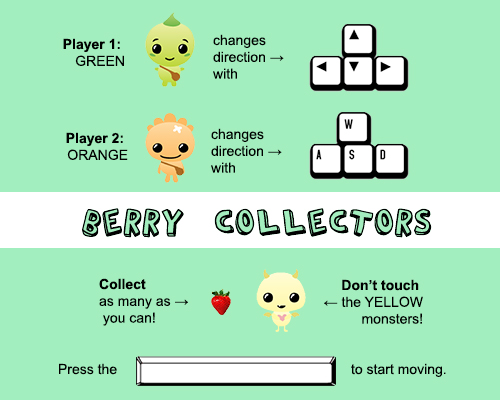 Player 1: changes
GREEN direction →
with
▲
◀ ▼ ▶
Player 2: changes
ORANGE direction →
with
W
A S D
BERRY COLLECTORS
Collect
as many as →
you can!
Don't touch
← the YELLOW
monsters!
Press the to start moving.